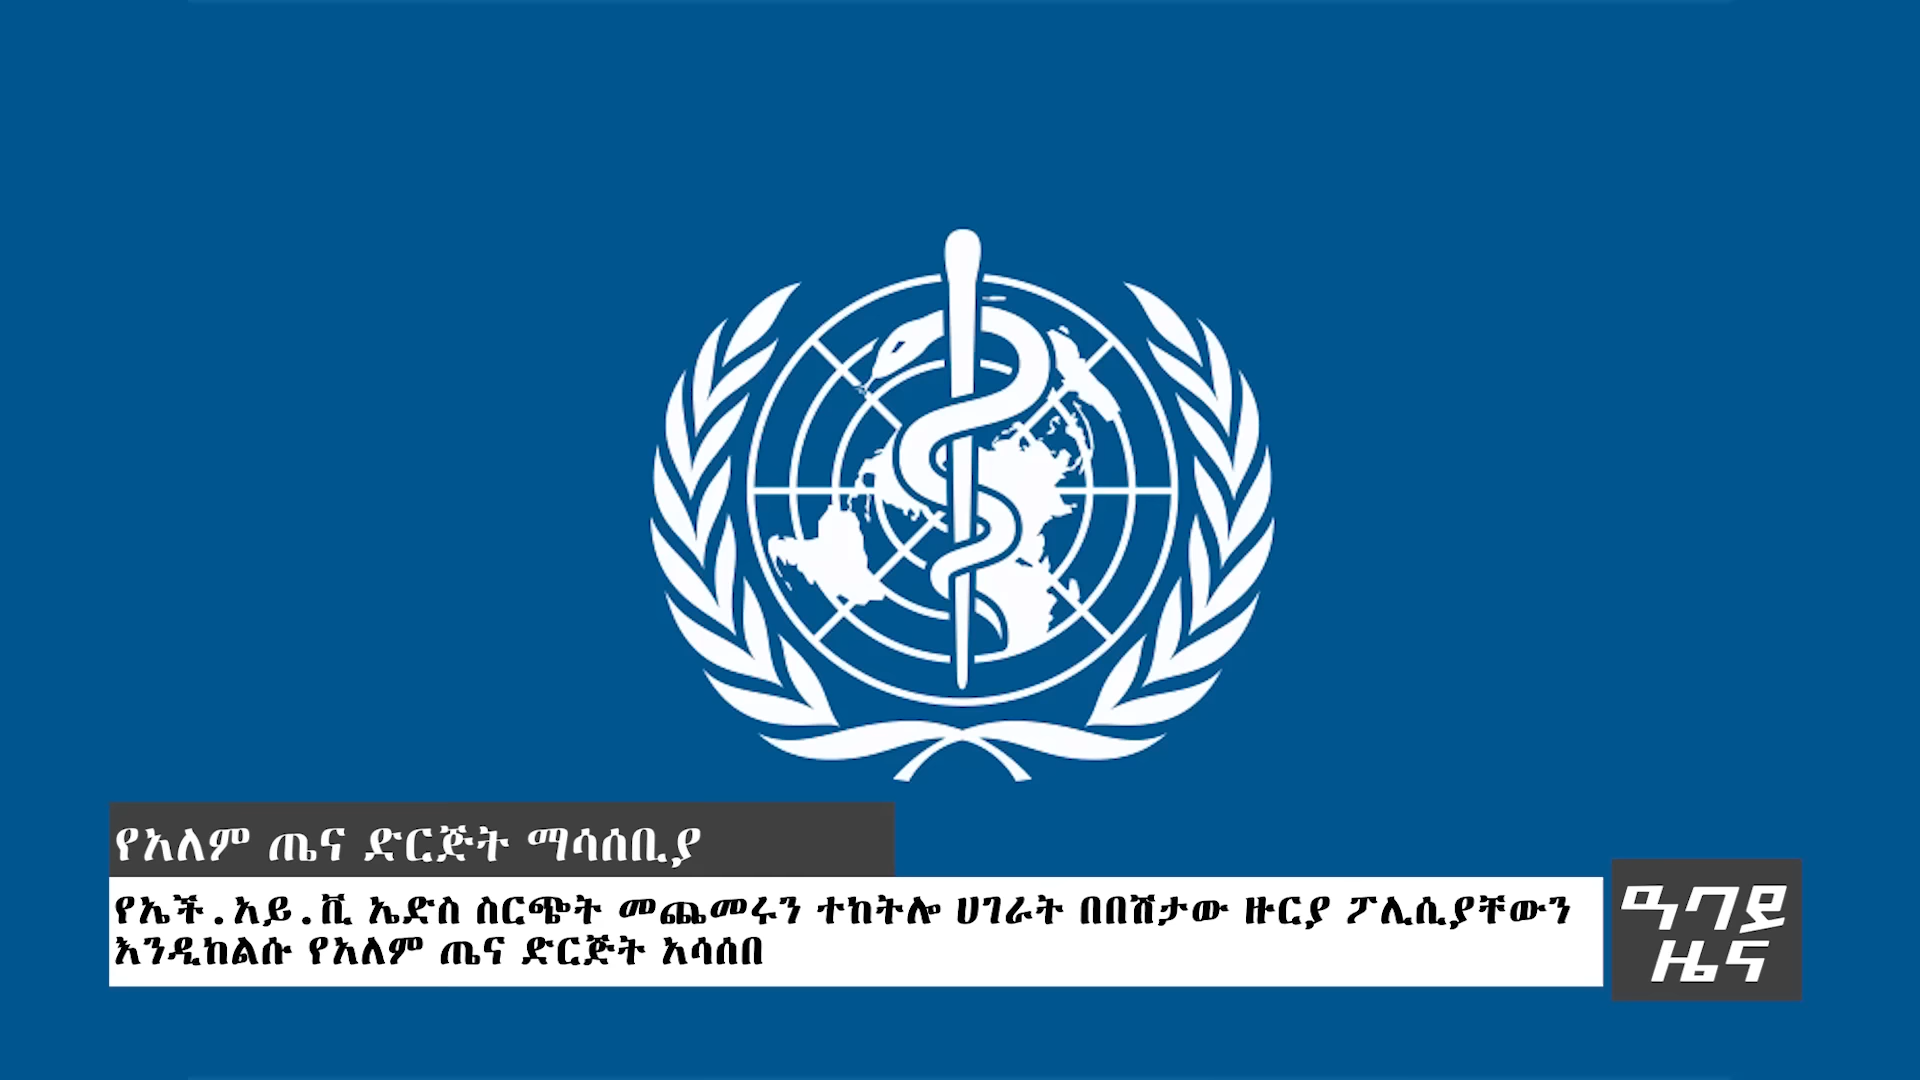 የአለም ጤና ድርጅት ማሳሰቢያ
የኤች.አይ.ቪ ኤድስ ስርጭት መጨመሩን ተከትሎ ሀገራት በበሽታው ዙርያ ፖሊሲያቸውን
እንዲከልሱ የአለም ጤና ድርጅት አሳሰበ
ዓባይ
ዜና